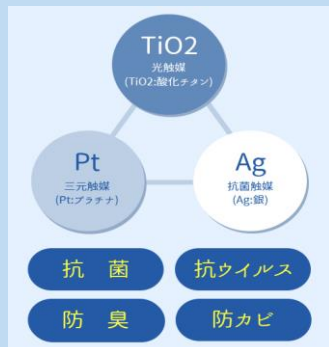 TiO2
光触媒
(TiO2:酸化チタン)
Pt
三元触媒
(Pt:プラチナ)
Ag
抗菌触媒
(Ag:銀)
抗 菌
抗ウイルス
防 臭
防カビ